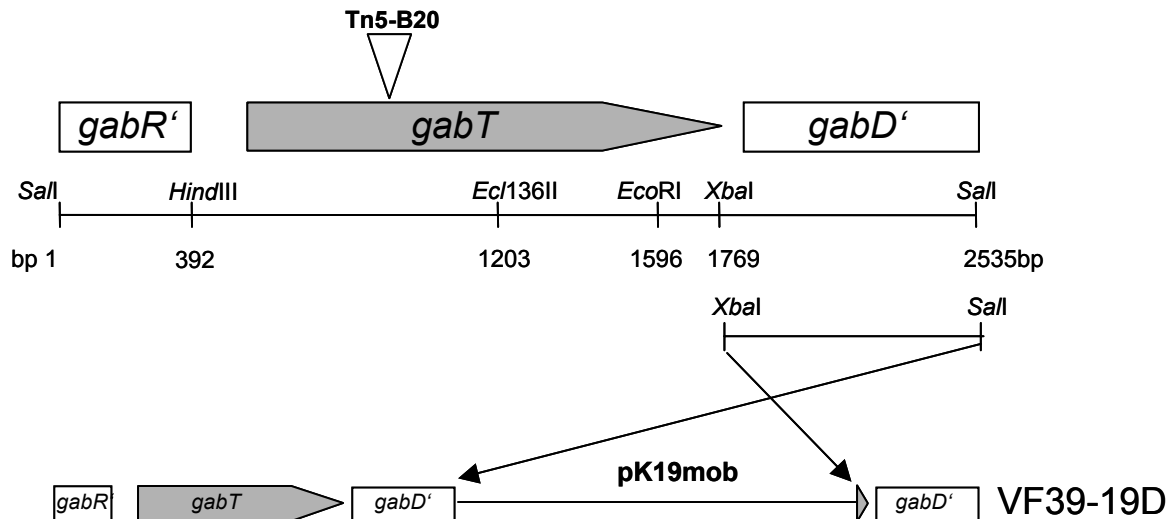 Tn5-B20
gabR‘ gabT gabD‘
SalI HindIII Ecl136II EcoRI XbaI SalI
bp 1 392 1203 1596 1769 2535bp
XbaI SalI
pK19mob
gabR‘ gabT gabD‘ gabD‘ VF39-19D